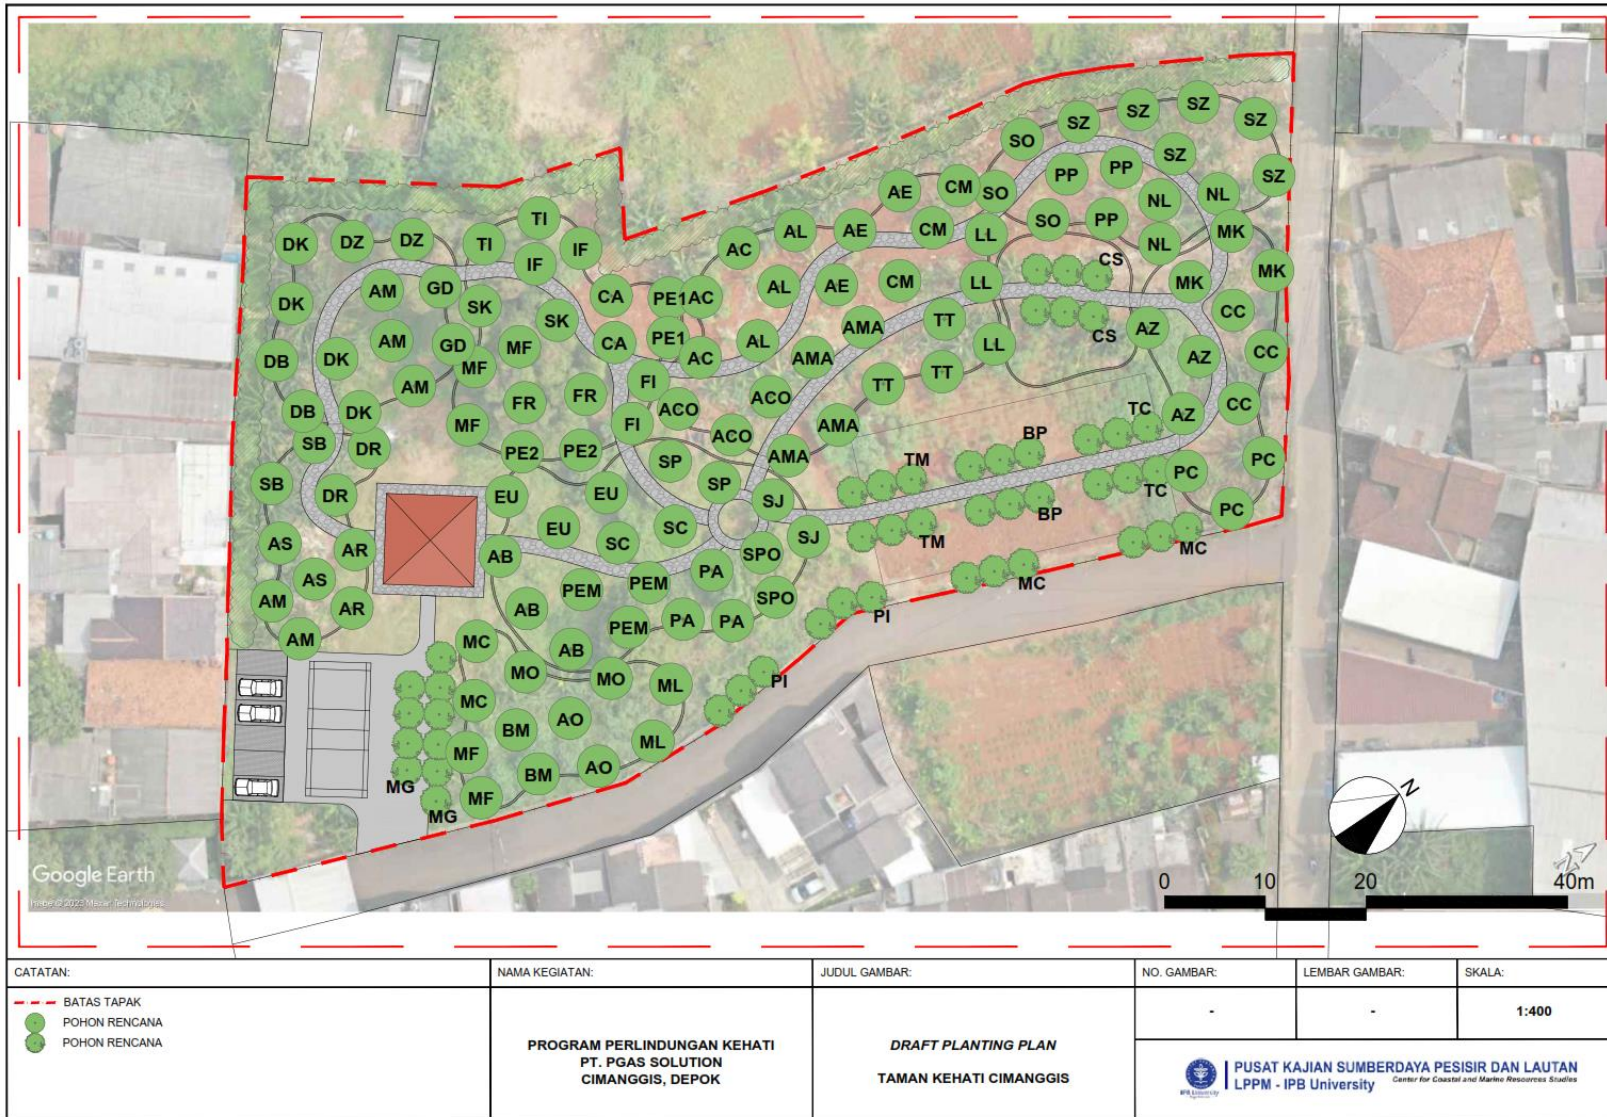 SZ
SZ
SZ
SZ
SO
SZ
PP
PP
SZ
AE
CM
SO
NL
NL
TI
AL
AE
CM
LL
SO
PP
NL
MK
DK
DZ
DZ
TI
IF
IF
AC
CS
MK
MK
AM
GD
SK
CA
PE1
AC
AL
AE
CM
LL
CC
DK
SK
AMA
TT
CS
AZ
AM
GD
MF
MF
CA
PE1
AC
AL
AMA
LL
AZ
CC
DB
DK
AM
FR
FR
FI
TT
TT
DB
DK
MF
FI
ACO
ACO
ACO
AMA
TC
AZ
CC
SB
DR
PE2
PE2
SP
AMA
TM
BP
PC
PC
SB
DR
EU
EU
SP
SJ
BP
TC
PC
AS
AR
EU
SC
SC
SJ
TM
MC
AS
AB
SPO
PA
MC
AM
AR
AB
PEM
PEM
SPO
PI
AM
MC
AB
PEM
PA
PA
MO
MO
ML
PI
MC
BM
AO
ML
MF
BM
AO
MG
MF
MG
N
Google Earth
Image © 2023 Maxar Technologies
0 10 20 40m
CATATAN:
BATAS TAPAK
POHON RENCANA
POHON RENCANA
NAMA KEGIATAN:
PROGRAM PERLINDUNGAN KEHATI
PT. PGAS SOLUTION
CIMANGGIS, DEPOK
JUDUL GAMBAR:
DRAFT PLANTING PLAN
TAMAN KEHATI CIMANGGIS
NO. GAMBAR:
-
LEMBAR GAMBAR:
-
SKALA:
1:400
PUSAT KAJIAN SUMBERDAYA PESISIR DAN LAUTAN
LPPM - IPB University
Center for Coastal and Marine Resources Studies
IPB University